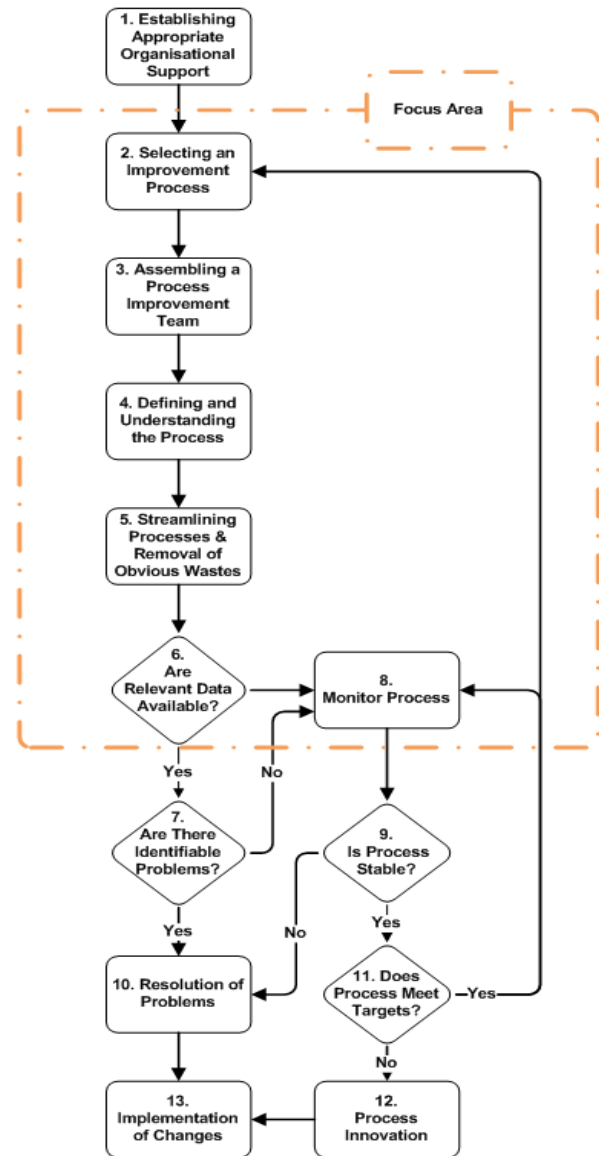 1. Establishing
Appropriate
Organisational
Support
Focus Area
2. Selecting an
Improvement
Process
3. Assembling a
Process
Improvement
Team
4. Defining and
Understanding
the Process
5. Streamlining
Processes &
Removal of
Obvious Wastes
6.
Are
Relevant Data
Available?
8.
Monitor Process
Yes
No
7.
Are There
Identifiable
Problems?
9.
Is Process
Stable?
Yes
No
Yes
10. Resolution of
Problems
11. Does
Process Meet
Targets?
Yes
No
13.
Implementation
of Changes
12.
Process
Innovation